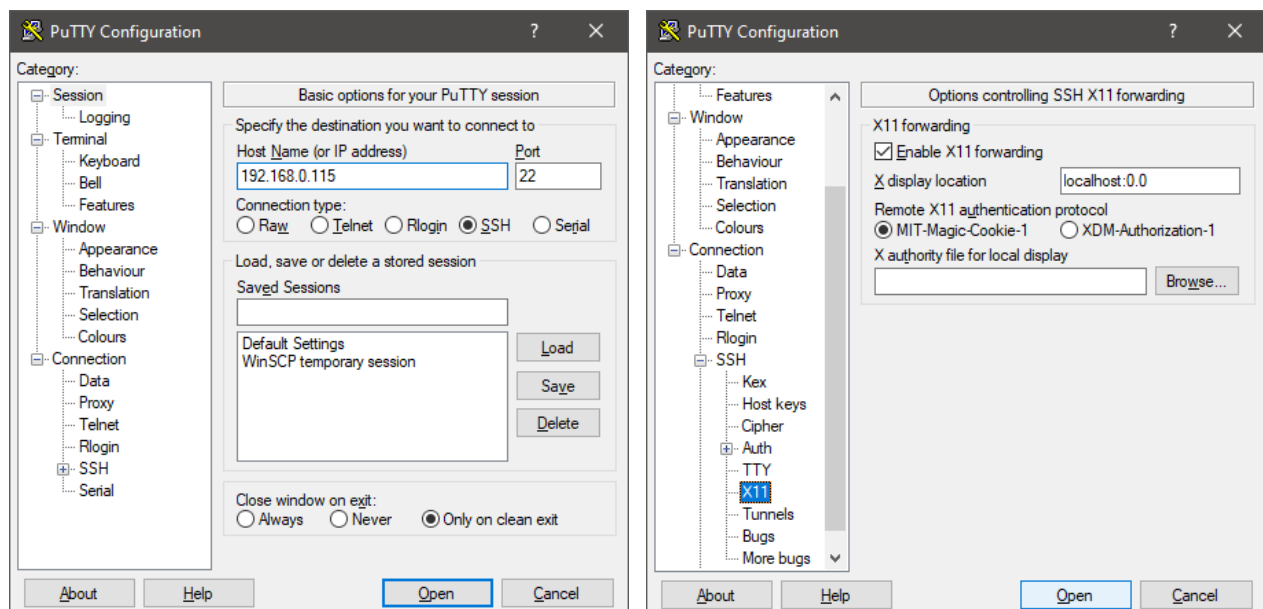 PuTTY Configuration
Category:
Session
Logging
Terminal
Keyboard
Bell
Features
Window
Appearance
Behaviour
Translation
Selection
Colours
Connection
Data
Proxy
Telnet
Rlogin
SSH
Serial
Basic options for your PuTTY session
Specify the destination you want to connect to
Host Name (or IP address) Port
192.168.0.115 22
Connection type:
Raw Telnet Rlogin SSH Serial
Load, save or delete a stored session
Saved Sessions
Default Settings
WinSCP temporary session
Load
Save
Delete
Close window on exit:
Always Never Only on clean exit
About Help Open Cancel
PuTTY Configuration
Category:
Features
Window
Appearance
Behaviour
Translation
Selection
Colours
Connection
Data
Proxy
Telnet
Rlogin
SSH
Kex
Host keys
Cipher
Auth
TTY
X11
Tunnels
Bugs
More bugs
Options controlling SSH X11 forwarding
X11 forwarding
Enable X11 forwarding
X display location localhost:0.0
Remote X11 authentication protocol
MIT-Magic-Cookie-1 XDM-Authorization-1
X authority file for local display
Browse...
About Help Open Cancel